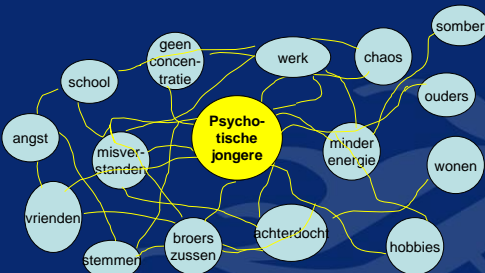 somber
geen
concen-
tratie
werk
chaos
school
ouders
Psycho-
tische
jongere
angst
misver-
standen
minder
energie
wonen
vrienden
stemmen
broers
zussen
achterdocht
hobbies